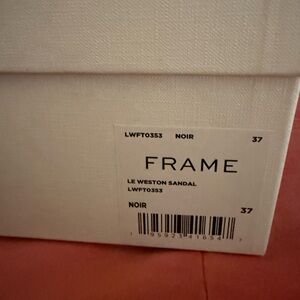 LWFT0353 NOIR 37
FRAME
LE WESTON SANDAL
LWFT0353
NOIR 37